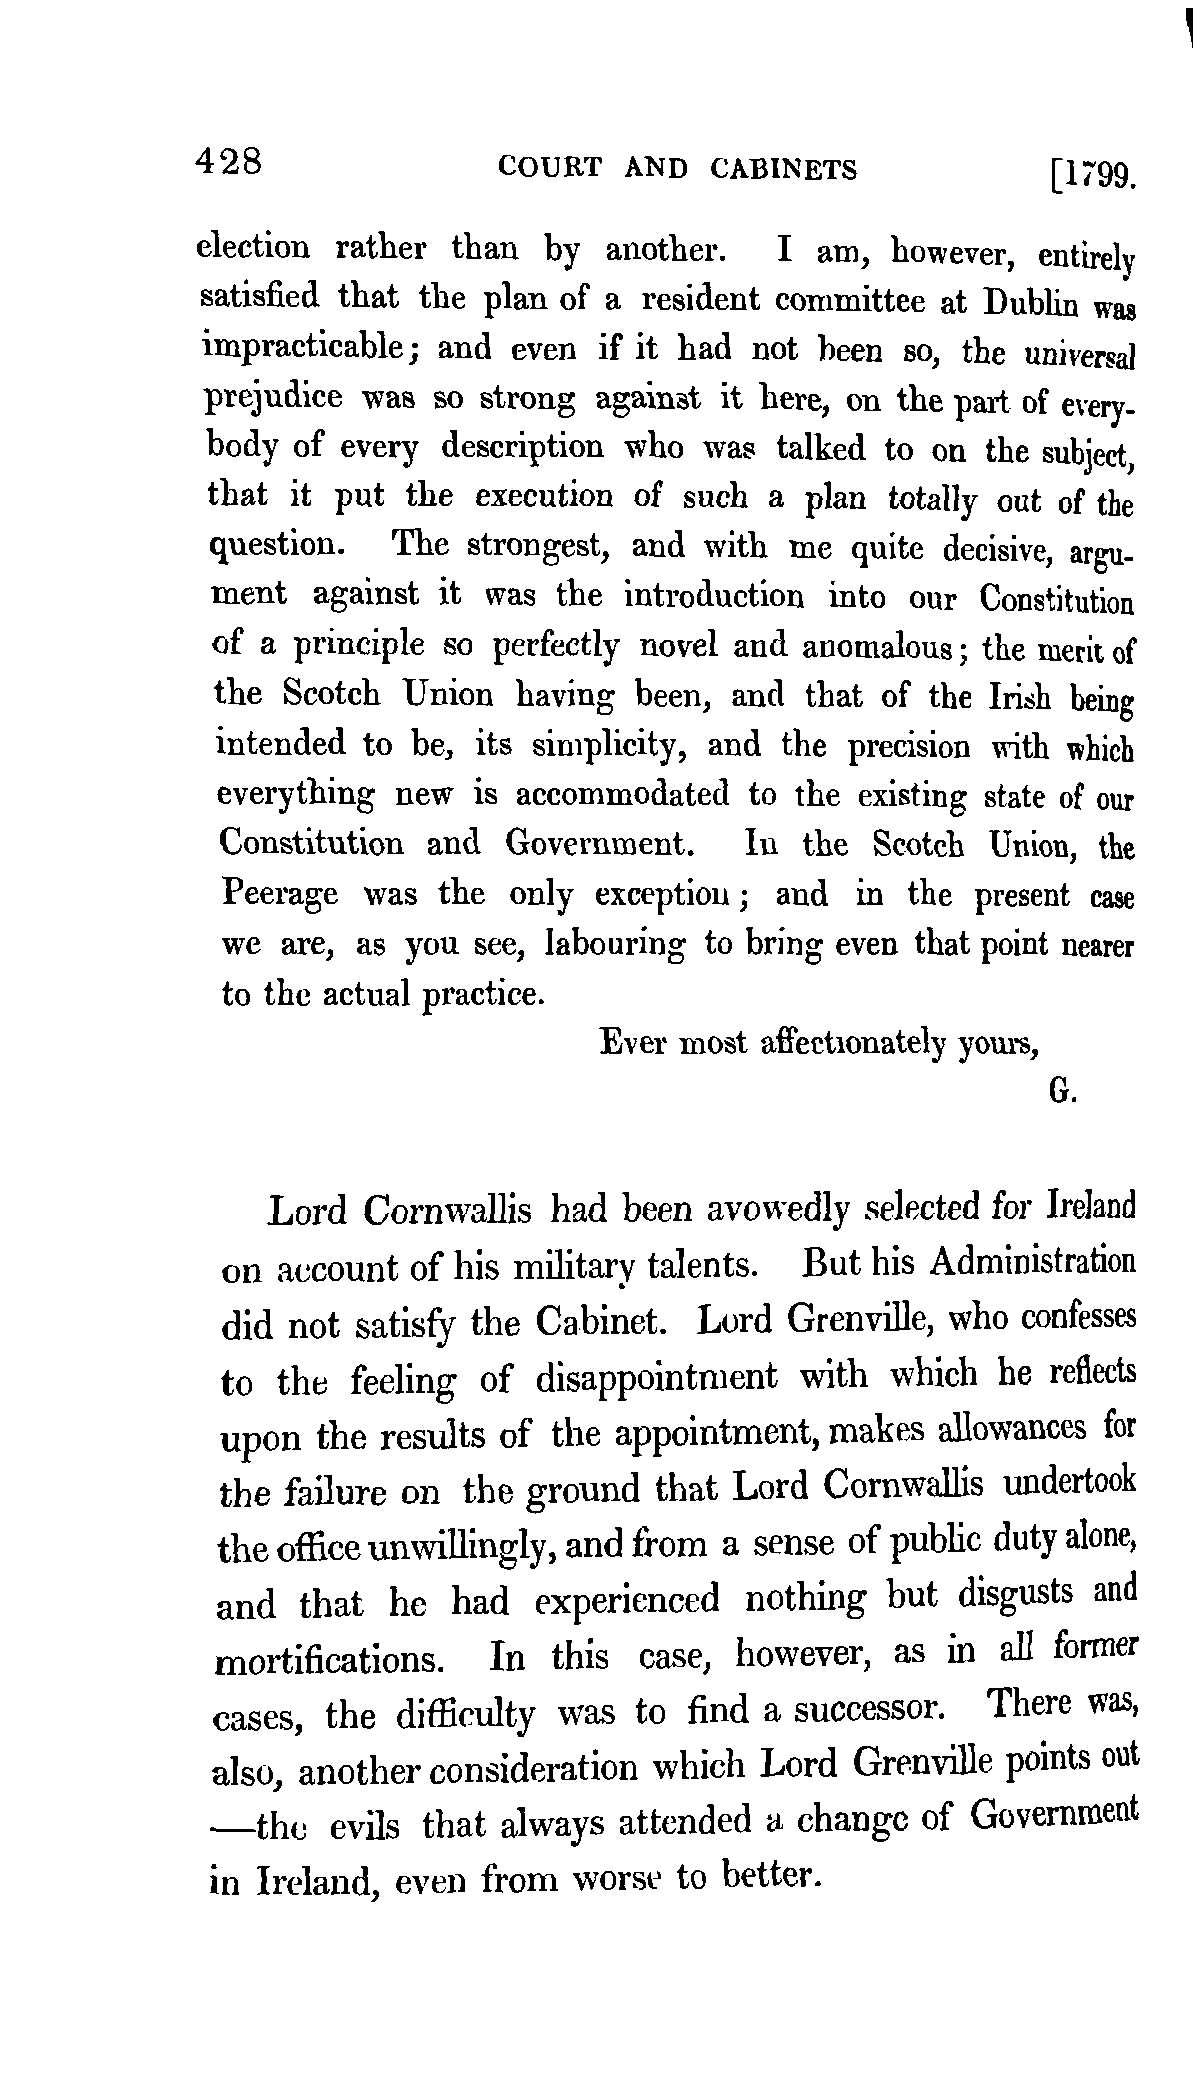 428 COURT AND CABINETS [1799.
election rather than by another. I am, however, entirely
satisfied that the plan of a resident committee at Dublin was
impracticable; and even if it had not been so, the universal
prejudice was so strong against it here, on the part of every-
body of every description who was talked to on the subject,
that it put the execution of such a plan totally out of the
question. The strongest, and with me quite decisive, argu-
ment against it was the introduction into our Constitution
of a principle so perfectly novel and anomalous; the merit of
the Scotch Union having been, and that of the Irish being
intended to be, its simplicity, and the precision with which
everything new is accommodated to the existing state of our
Constitution and Government. In the Scotch Union, the
Peerage was the only exception; and in the present case
we are, as you see, labouring to bring even that point nearer
to the actual practice.
Ever most affectionately yours,
G.
Lord Cornwallis had been avowedly selected for Ireland
on account of his military talents. But his Administration
did not satisfy the Cabinet. Lord Grenville, who confesses
to the feeling of disappointment with which he reflects
upon the results of the appointment, makes allowances for
the failure on the ground that Lord Cornwallis undertook
the office unwillingly, and from a sense of public duty alone,
and that he had experienced nothing but disgusts and
mortifications. In this case, however, as in all former
cases, the difficulty was to find a successor. There was,
also, another consideration which Lord Grenville points out
—the evils that always attended a change of Government
in Ireland, even from worse to better.